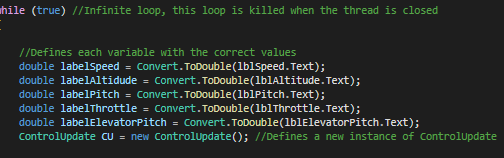 while (true) //Infinite loop, this loop is killed when the thread is closed
{
//Defines each variable with the correct values
double labelSpeed = Convert.ToDouble(lblSpeed.Text);
double labelAltidude = Convert.ToDouble(lblAltitude.Text);
double labelPitch = Convert.ToDouble(lblPitch.Text);
double labelThrottle = Convert.ToDouble(lblThrottle.Text);
double labelElevatorPitch = Convert.ToDouble(lblElevatorPitch.Text);
ControlUpdate CU = new ControlUpdate(); //Defines a new instance of ControlUpdate